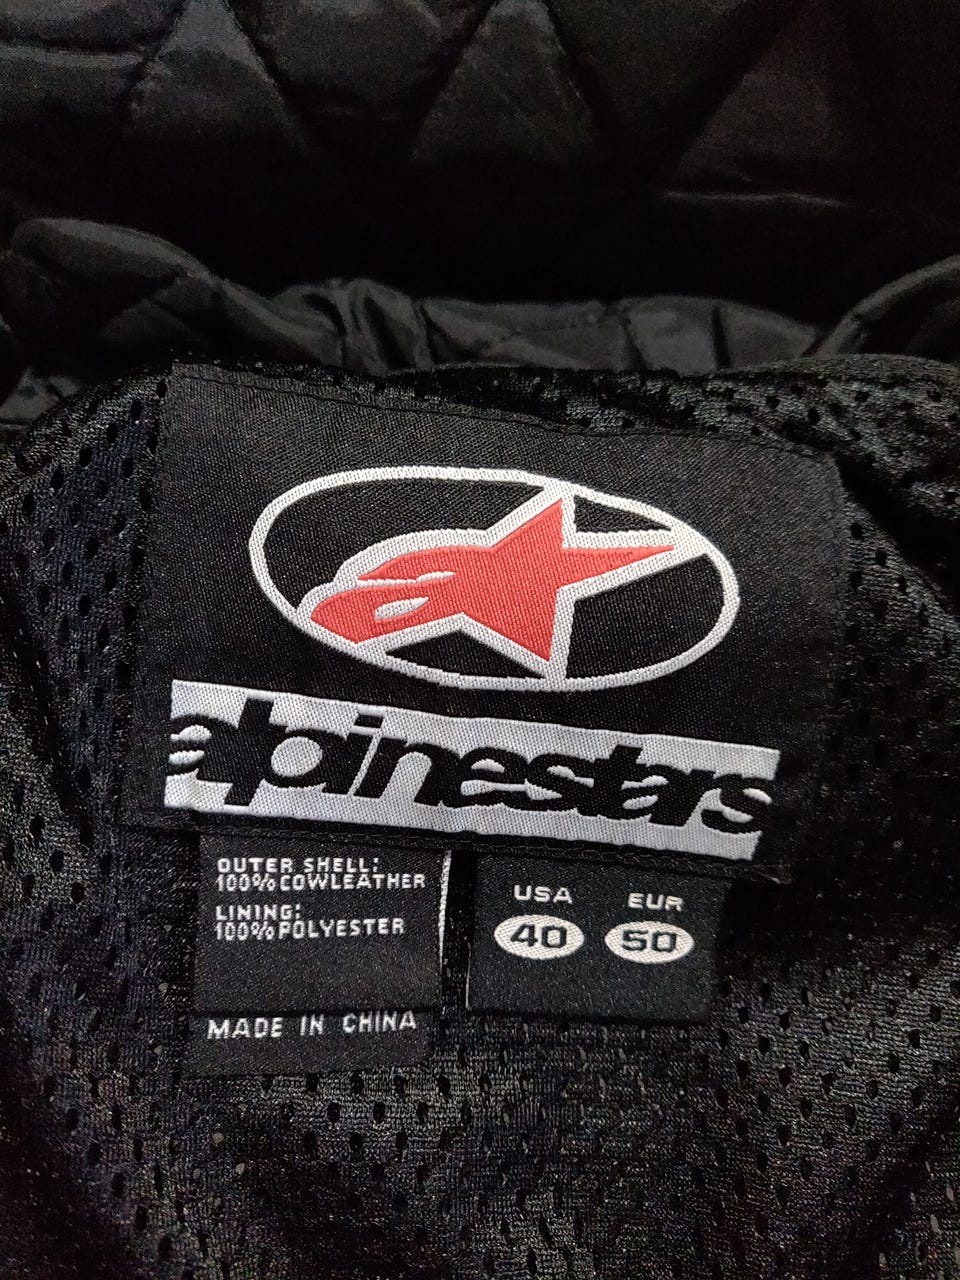 alpinestars
OUTER SHELL:
100% COWLEATHER
LINING:
100% POLYESTER
MADE IN CHINA
USA EUR
40 50